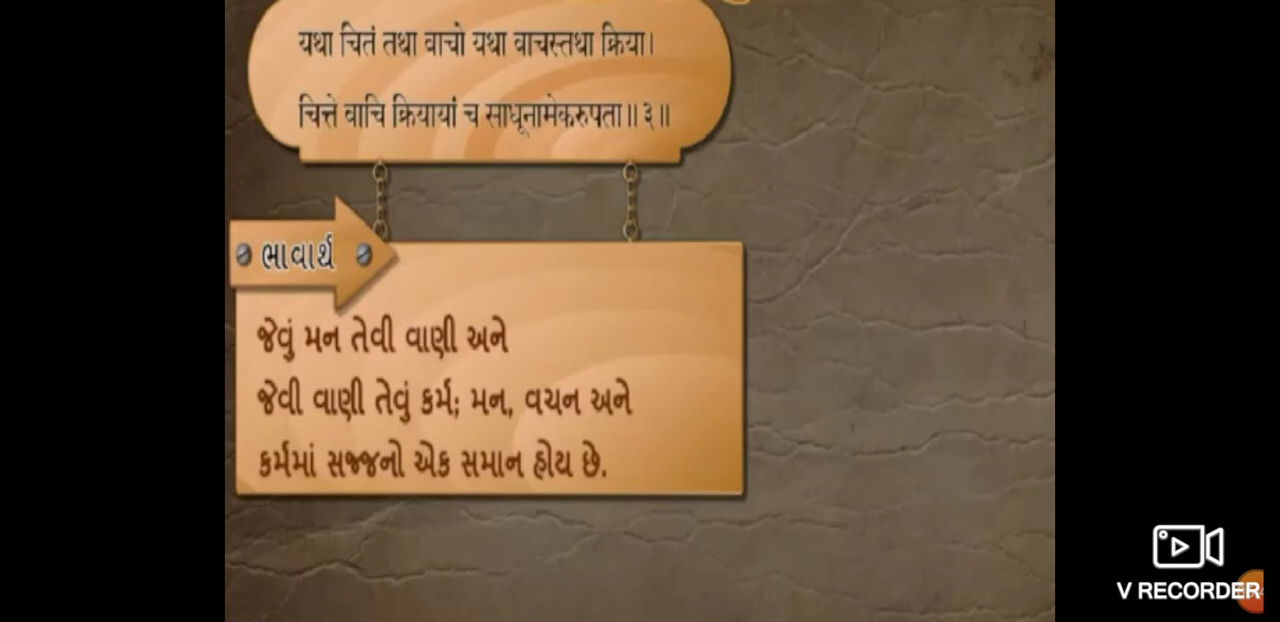 यथा चितं तथा वाचो यथा वाचस्तथा क्रिया।
चित्ते वाचि क्रियायां च साधूनामेकरुपता॥३॥
ભાવાર્થ
જેવું મન તેવી વાણી અને
જેવી વાણી તેવું કર્મ; મન, વચન અને
કર્મમાં સજ્જનો એક સમાન હોય છે.
V RECORDER